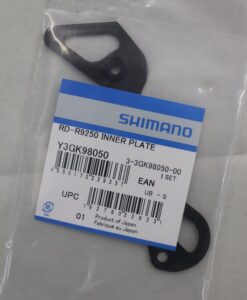 SHIMANO
RD-R9250 INNER PLATE
Y3GK98050
3-3GK98050-00
1 SET
EAN
UB - S
UPC
01
Product of Japan
Fabriqué au Japon